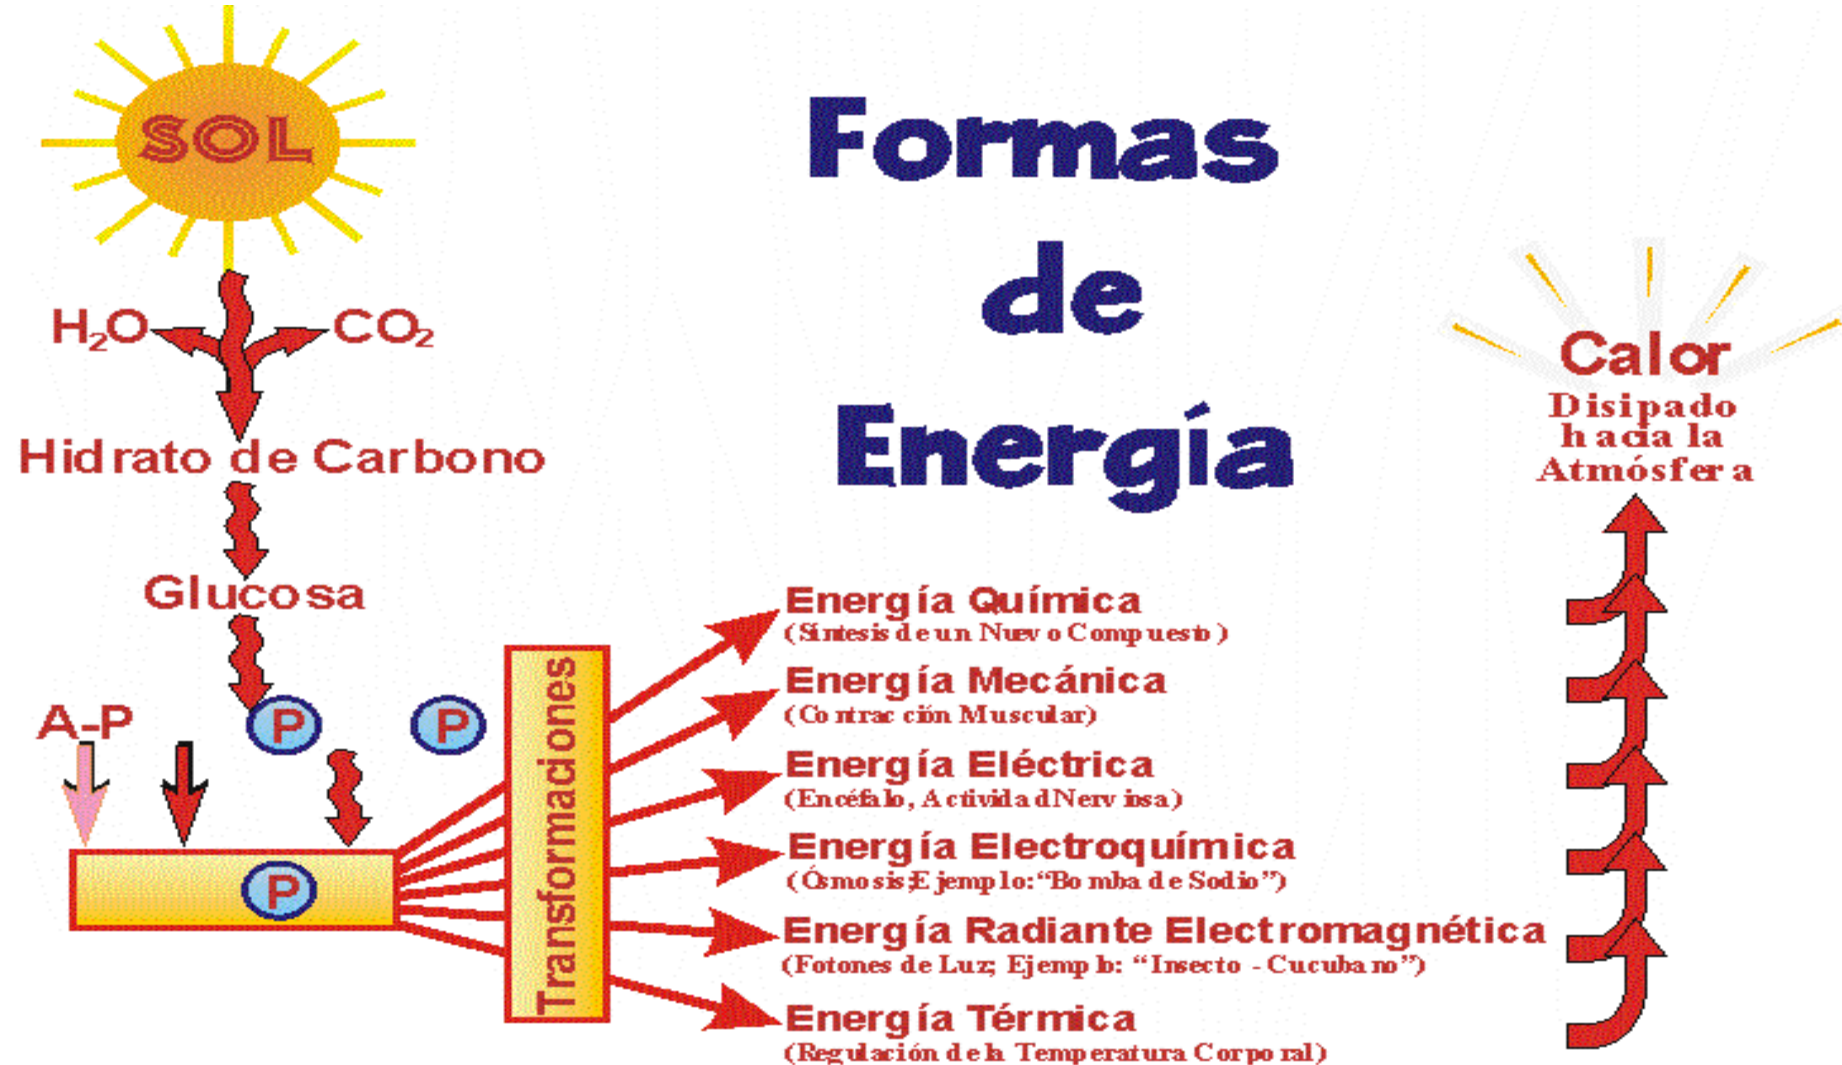 SOL
Formas
de
Energía
H₂O
CO₂
Hidrato de Carbono
Glucosa
A-P
P
P
P
Transformaciones
Energía Química
(Síntesis de un Nuevo Compuesto)
Energía Mecánica
(Contracción Muscular)
Energía Eléctrica
(Encéfalo, Actividad Nerviosa)
Energía Electroquímica
(Ósmosis; Ejemplo: “Bomba de Sodio”)
Energía Radiante Electromagnética
(Fotones de Luz; Ejemplo: “Insecto - Cucubano”)
Energía Térmica
(Regulación de la Temperatura Corporal)
Calor
Disipado
hacia la
Atmósfera